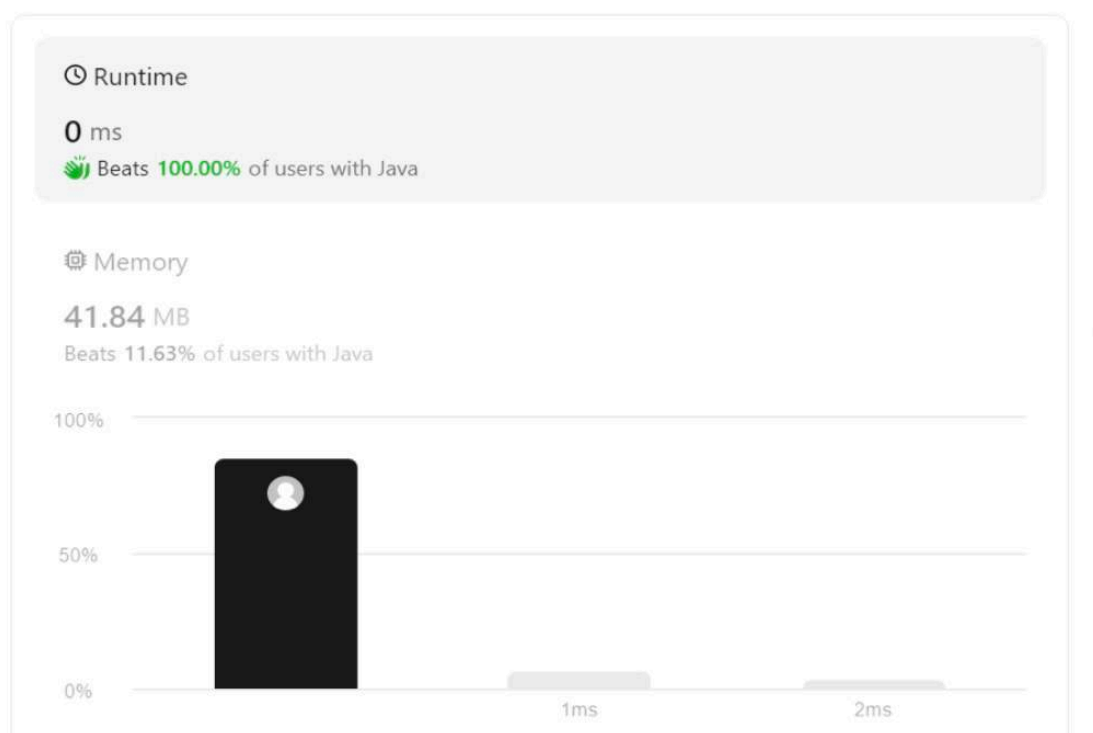 Runtime
0 ms
Beats 100.00% of users with Java
Memory
41.84 MB
Beats 11.63% of users with Java
100%
50%
0%
1ms
2ms